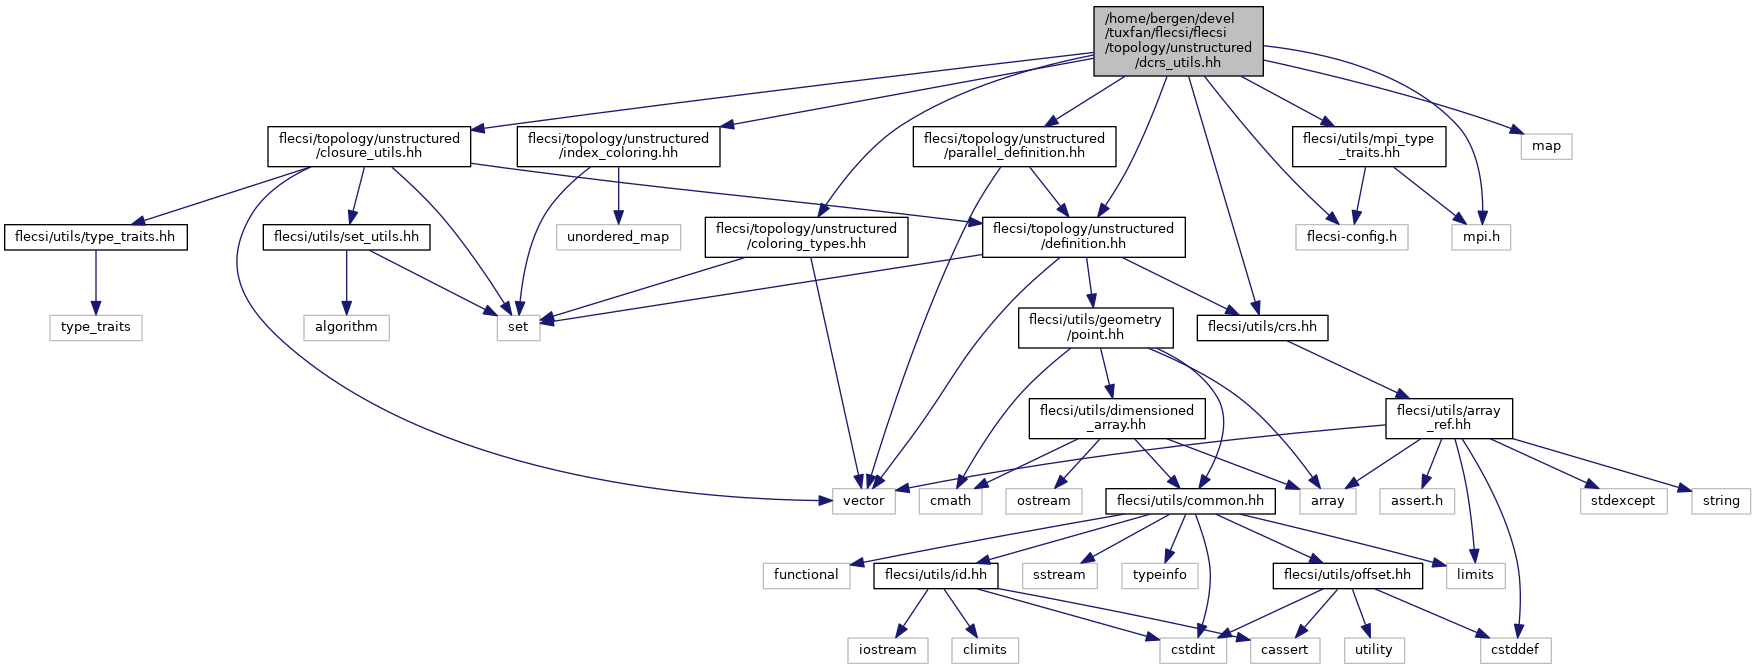 /home/bergen/devel
/tuxfan/flecsi/flecsi
/topology/unstructured
/dcrs_utils.hh
flecsi/topology/unstructured
/closure_utils.hh
flecsi/topology/unstructured
/index_coloring.hh
flecsi/topology/unstructured
/parallel_definition.hh
flecsi/utils/mpi_type
_traits.hh
map
flecsi/utils/type_traits.hh
flecsi/utils/set_utils.hh
unordered_map
flecsi/topology/unstructured
/coloring_types.hh
flecsi/topology/unstructured
/definition.hh
flecsi-config.h
mpi.h
type_traits
algorithm
set
flecsi/utils/geometry
/point.hh
flecsi/utils/crs.hh
flecsi/utils/dimensioned
_array.hh
flecsi/utils/array
_ref.hh
vector
cmath
ostream
flecsi/utils/common.hh
array
assert.h
stdexcept
string
functional
flecsi/utils/id.hh
sstream
typeinfo
flecsi/utils/offset.hh
limits
iostream
climits
cstdint
cassert
utility
cstddef